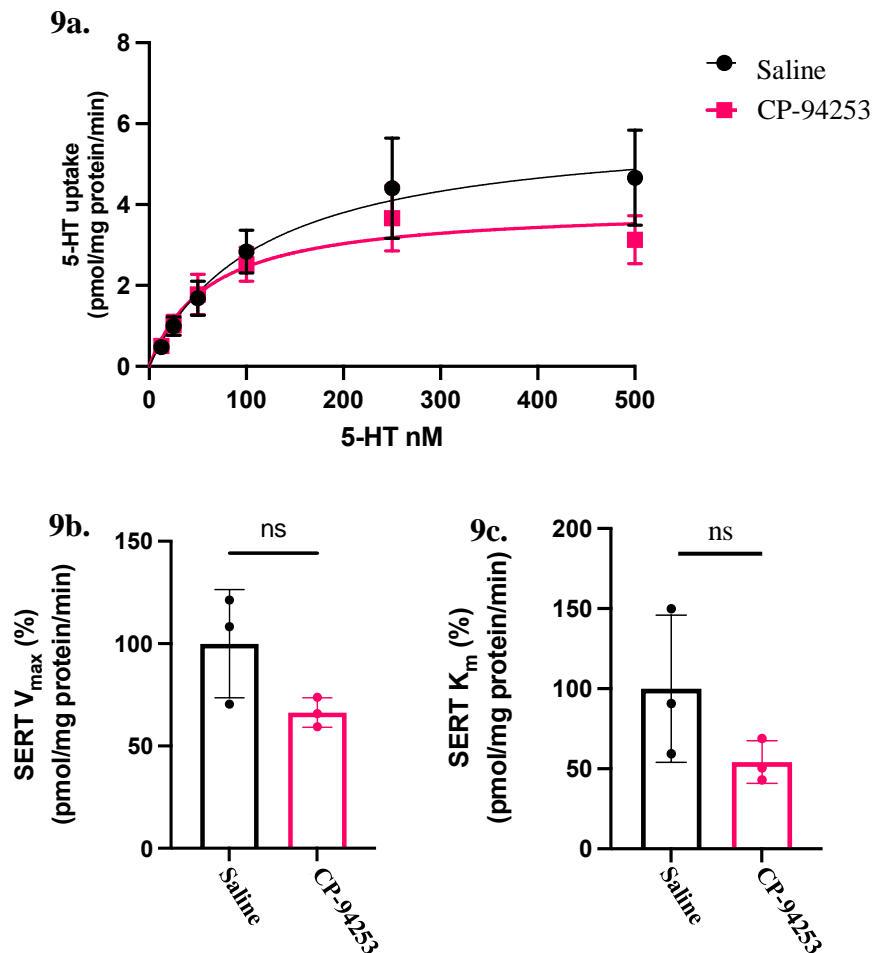 9a.
8
6
4
2
0
5-HT uptake
(pmol/mg protein/min)
0 100 200 300 400 500
5-HT nM
Saline
CP-94253
9b.
ns
150
100
50
0
SERT Vmax (%)
(pmol/mg protein/min)
Saline
CP-94253
9c.
ns
200
150
100
50
0
SERT Km (%)
(pmol/mg protein/min)
Saline
CP-94253